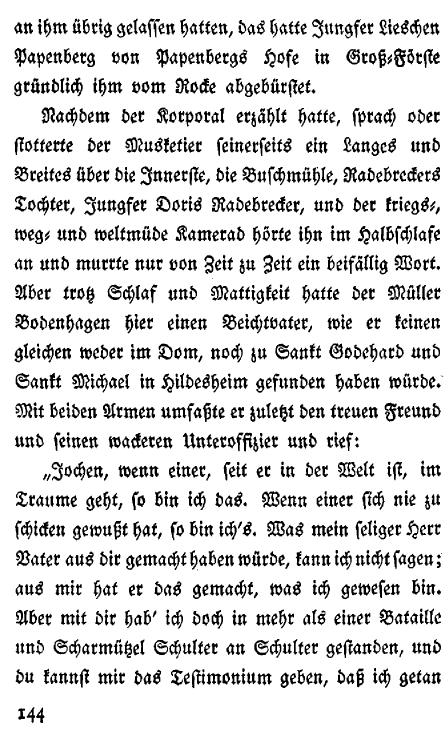 an ihm übrig gelassen hatten, das hatte Jungfer Lieschen
Papenberg von Papenbergs Hofe in Groß-Förste
gründlich ihm vom Rocke abgebürstet.
Nachdem der Korporal erzählt hatte, sprach oder
stotterte der Musketier seinerseits ein Langes und
Breites über die Innerste, die Buschmühle, Radebreckers
Tochter, Jungfer Doris Radebrecker, und der kriegs-,
weg- und weltmüde Kamerad hörte ihn im Halbschlafe
an und murrte nur von Zeit zu Zeit ein beifällig Wort.
Aber trotz Schlaf und Mattigkeit hatte der Müller
Bodenhagen hier einen Beichtvater, wie er keinen
gleichen weder im Dom, noch zu Sankt Godehard und
Sankt Michael in Hildesheim gefunden haben würde.
Mit beiden Armen umfaßte er zuletzt den treuen Freund
und seinen wackeren Unteroffizier und rief:
„Jochen, wenn einer, seit er in der Welt ist, im
Traume geht, so bin ich das. Wenn einer sich nie zu
schicken gewußt hat, so bin ich's. Was mein seliger Herr
Vater aus dir gemacht haben würde, kann ich nicht sagen;
aus mir hat er das gemacht, was ich gewesen bin.
Aber mit dir hab' ich doch in mehr als einer Bataille
und Scharmützel Schulter an Schulter gestanden, und
du kannst mir das Testimonium geben, daß ich getan
144